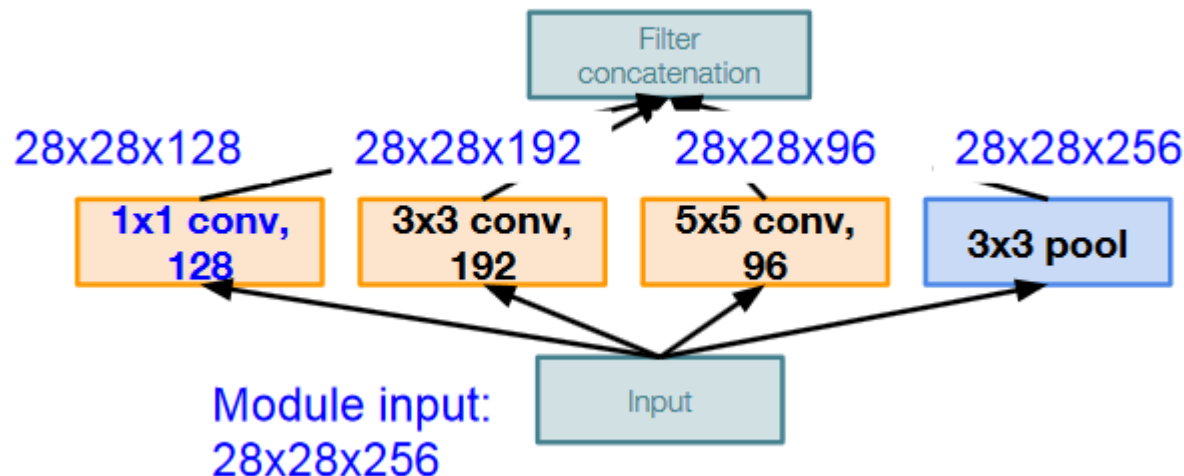 Filter
concatenation
28x28x128
28x28x192
28x28x96
28x28x256
1x1 conv,
128
3x3 conv,
192
5x5 conv,
96
3x3 pool
Input
Module input:
28x28x256